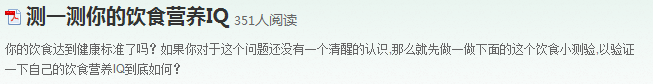 测一测你的饮食营养IQ 351人阅读
你的饮食达到健康标准了吗？如果你对于这个问题还没有一个清醒的认识,那么就先做一做下面的这个饮食小测验,以验证
一下自己的饮食营养IQ到底如何？